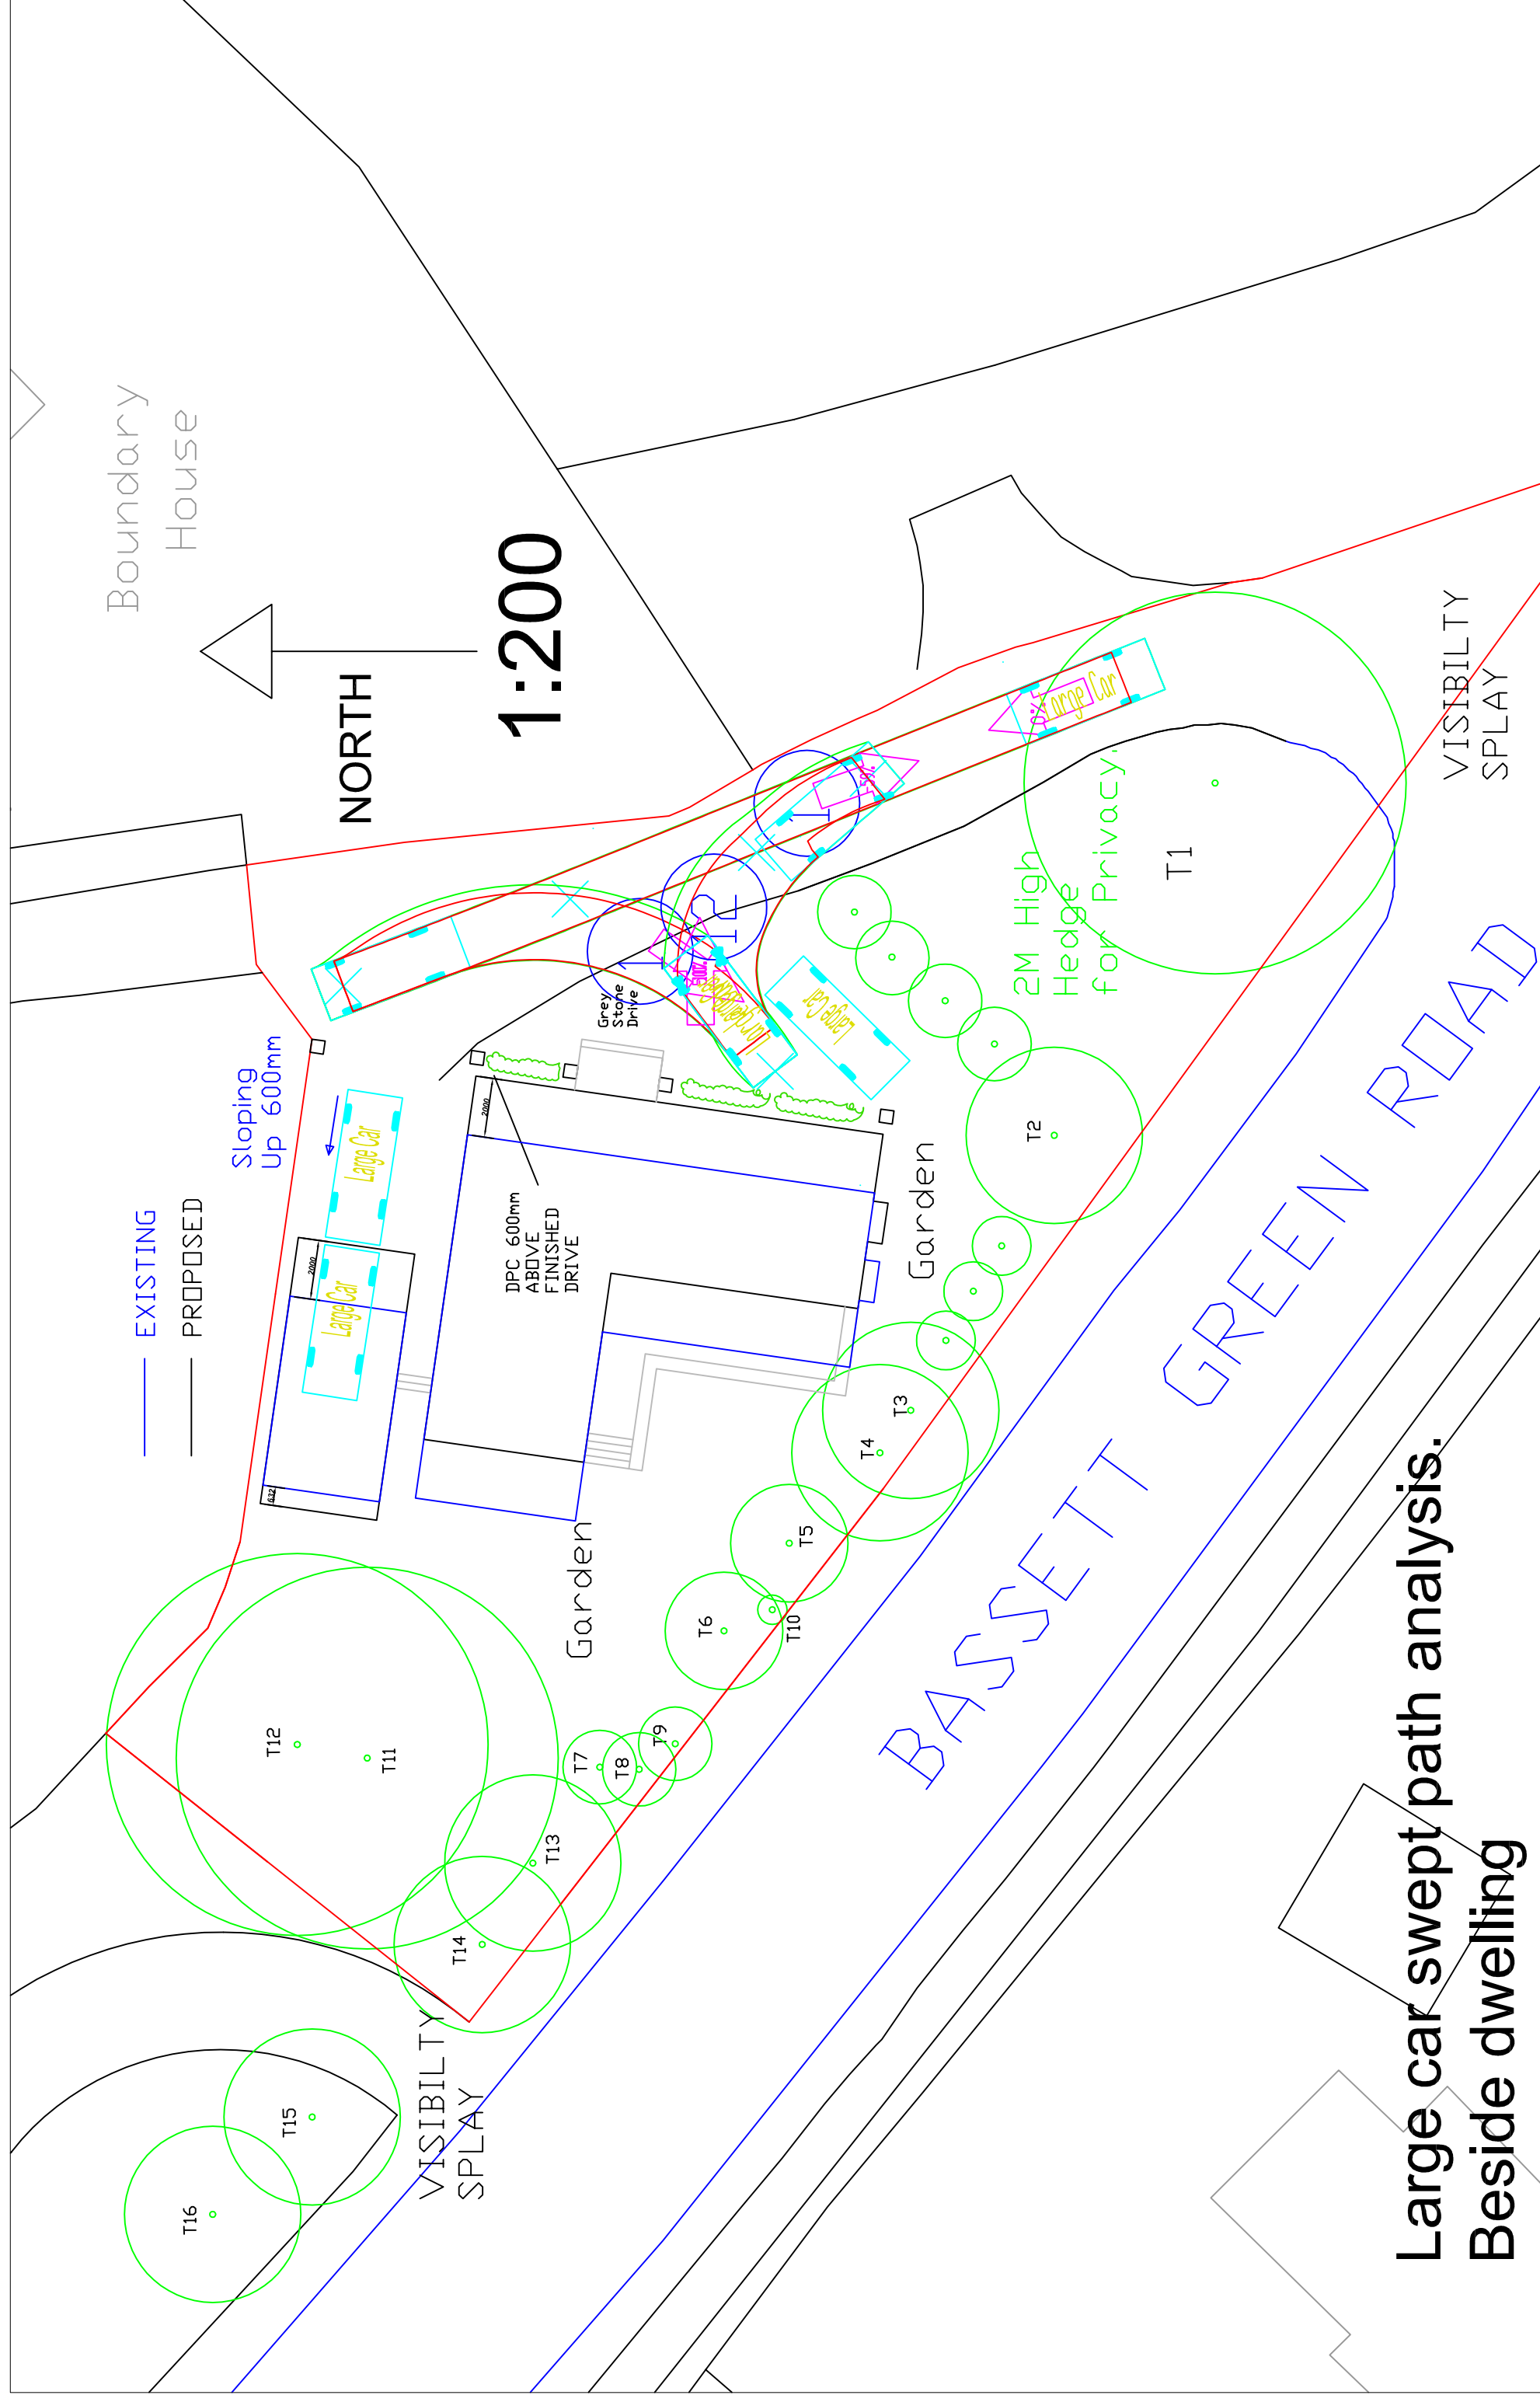 Boundary
House
NORTH
1:200
EXISTING
PROPOSED
Sloping
Up 600mm
Large Car
Large Car
2000
2000
632
DPC 600mm
ABOVE
FINISHED
DRIVE
Grey
Stone
Drive
Large Car
Large Car
2M High
Hedge
for Privacy.
Garden
Garden
T1
T2
T3
T4
T5
T6
T7
T8
T9
T10
T11
T12
T13
T14
T15
T16
VISIBILTY
SPLAY
VISIBILTY
SPLAY
BASSETT GREEN ROAD
Large car swept path analysis.
Beside dwelling